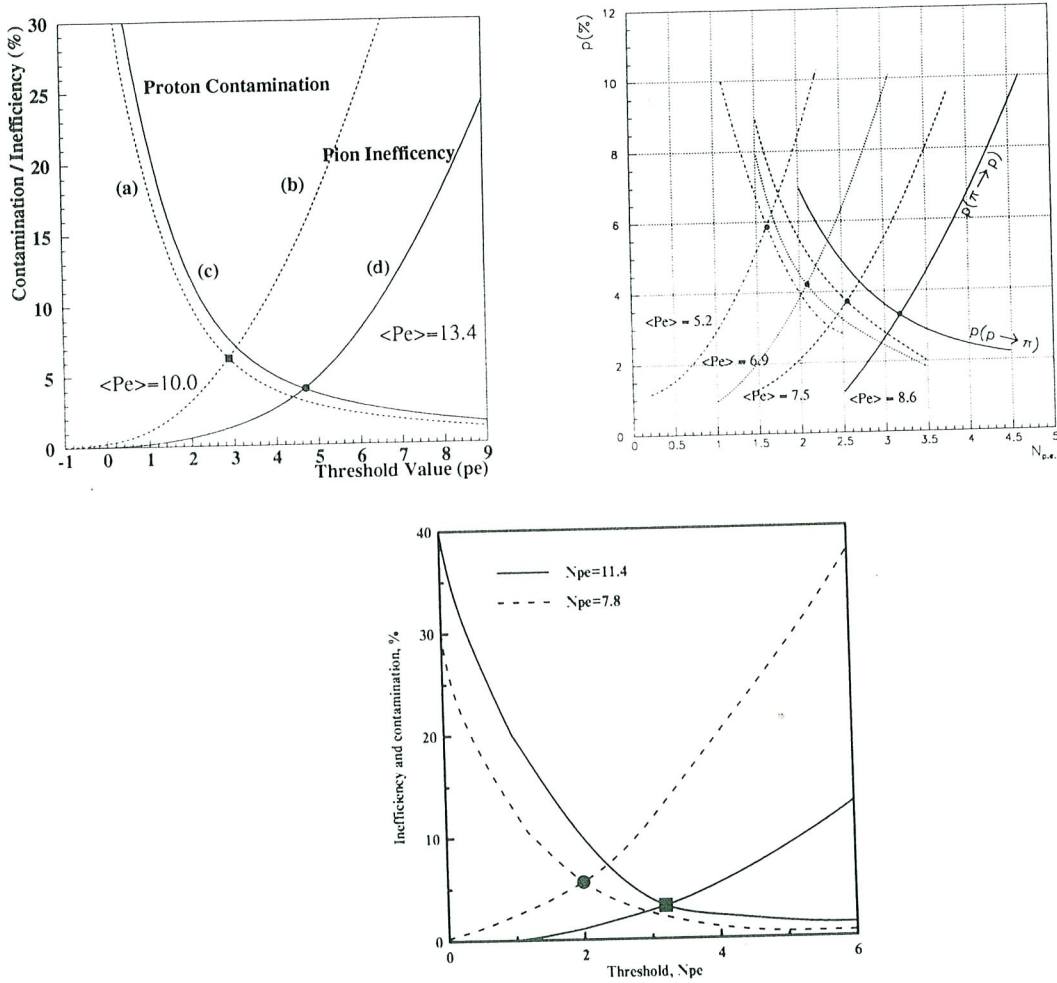 Contamination / Inefficiency (%)
30
25
20
15
10
5
0
Proton Contamination
Pion Inefficency
(a)
(b)
(c)
(d)
<Pe>=13.4
<Pe>=10.0
-1 0 1 2 3 4 5 6 7 8 9
Threshold Value (pe)
p(%)
12
10
8
6
4
2
0
p(π → p)
p(p → π)
<Pe> = 5.2
<Pe> = 6.9
<Pe> = 7.5
<Pe> = 8.6
0 0.5 1 1.5 2 2.5 3 3.5 4 4.5 5
Np.e.
Inefficiency and contamination, %
40
30
20
10
0
Npe=11.4
Npe=7.8
0 2 4 6
Threshold, Npe